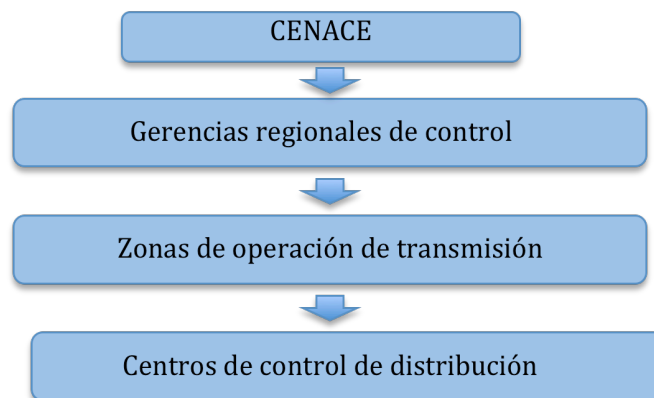 CENACE
Gerencias regionales de control
Zonas de operación de transmisión
Centros de control de distribución